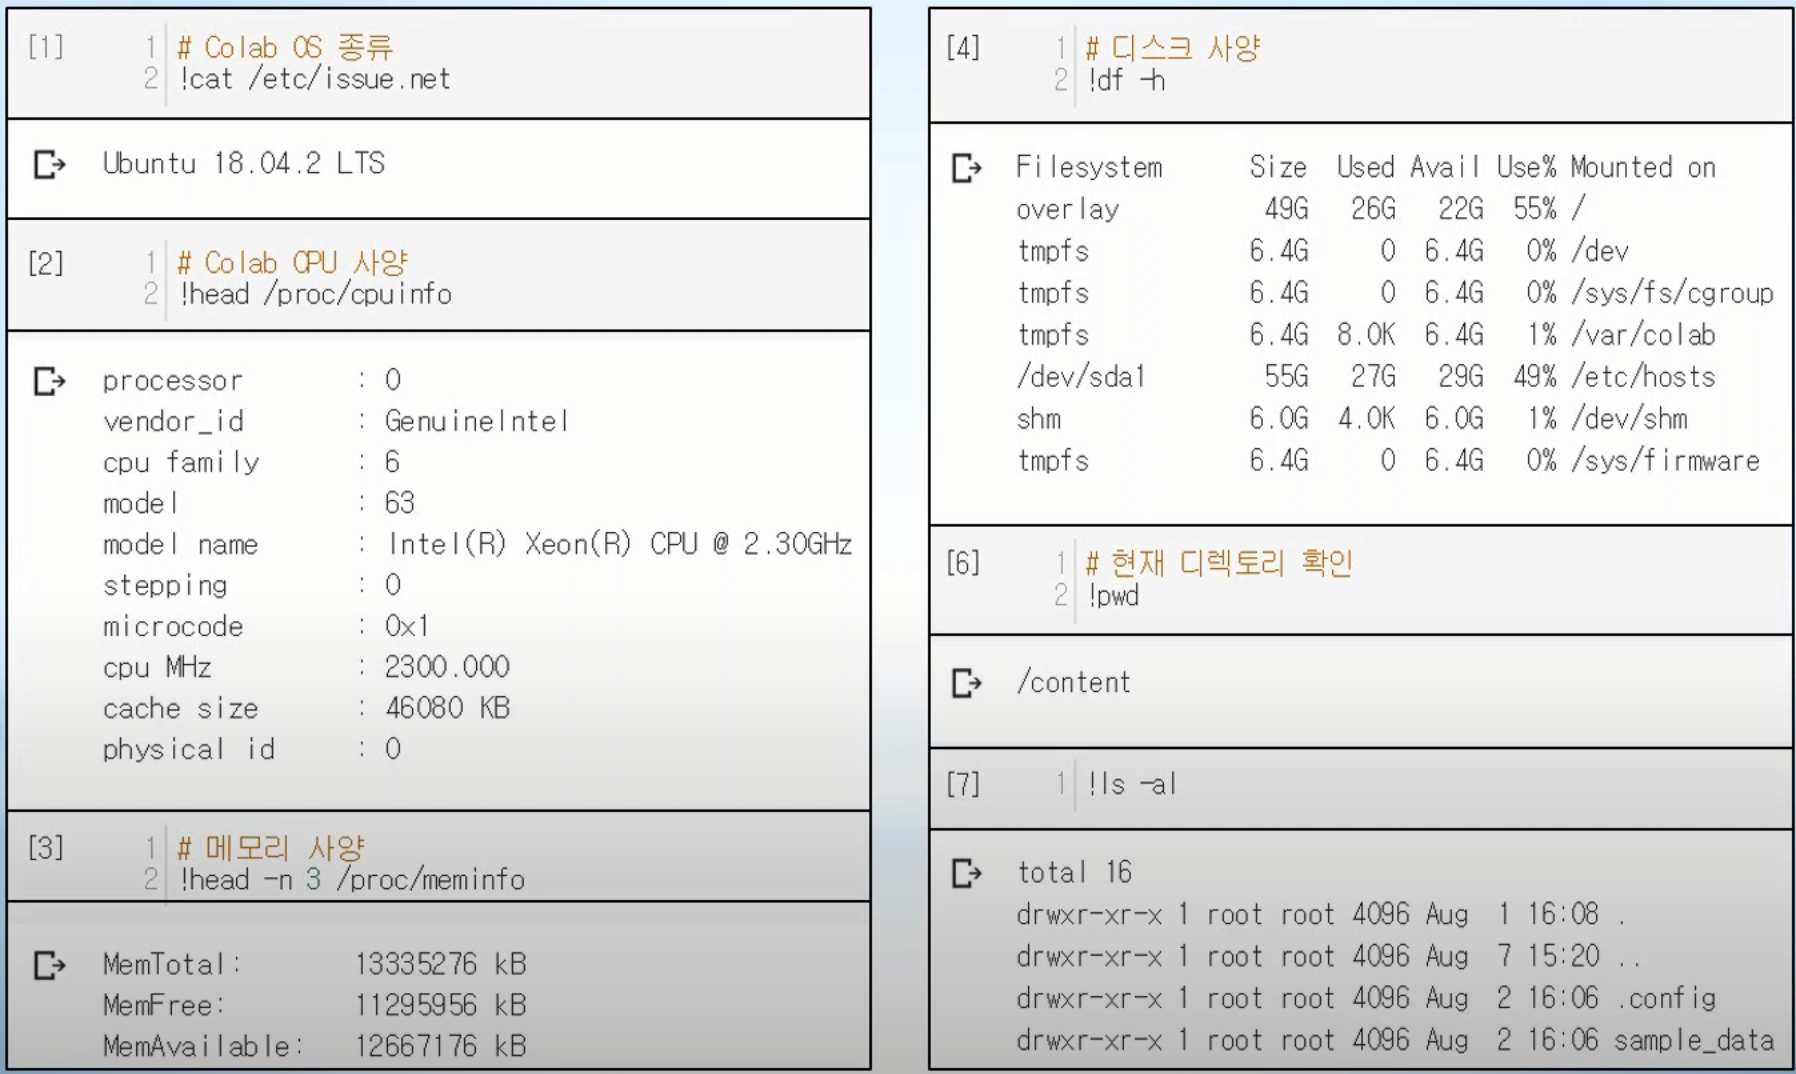 [1] 1 # Colab OS 종류
2 !cat /etc/issue.net
Ubuntu 18.04.2 LTS
[2] 1 # Colab CPU 사양
2 !head /proc/cpuinfo
processor : 0
vendor_id : GenuineIntel
cpu family : 6
model : 63
model name : Intel(R) Xeon(R) CPU @ 2.30GHz
stepping : 0
microcode : 0x1
cpu MHz : 2300.000
cache size : 46080 KB
physical id : 0
[3] 1 # 메모리 사양
2 !head -n 3 /proc/meminfo
MemTotal: 13335276 kB
MemFree: 11295956 kB
MemAvailable: 12667176 kB
[4] 1 # 디스크 사양
2 !df -h
Filesystem Size Used Avail Use% Mounted on
overlay 49G 26G 22G 55% /
tmpfs 6.4G 0 6.4G 0% /dev
tmpfs 6.4G 0 6.4G 0% /sys/fs/cgroup
tmpfs 6.4G 8.0K 6.4G 1% /var/colab
/dev/sda1 55G 27G 29G 49% /etc/hosts
shm 6.0G 4.0K 6.0G 1% /dev/shm
tmpfs 6.4G 0 6.4G 0% /sys/firmware
[6] 1 # 현재 디렉토리 확인
2 !pwd
/content
[7] 1 !ls -al
total 16
drwxr-xr-x 1 root root 4096 Aug 1 16:08 .
drwxr-xr-x 1 root root 4096 Aug 7 15:20 ..
drwxr-xr-x 1 root root 4096 Aug 2 16:06 .config
drwxr-xr-x 1 root root 4096 Aug 2 16:06 sample_data